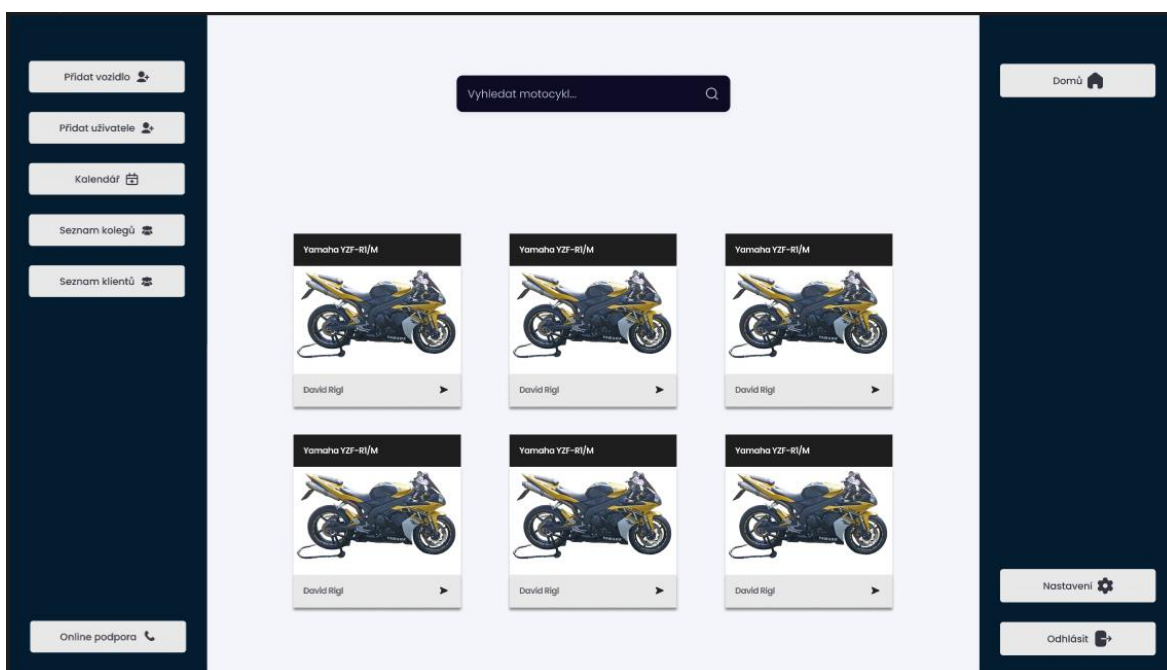 Přidat vozidlo
Přidat uživatele
Kalendář
Seznam kolegů
Seznam klientů
Online podpora
Vyhledat motocykl...
Yamaha YZF-R1/M
David Rigl
Yamaha YZF-R1/M
David Rigl
Yamaha YZF-R1/M
David Rigl
Yamaha YZF-R1/M
David Rigl
Yamaha YZF-R1/M
David Rigl
Yamaha YZF-R1/M
David Rigl
Domů
Nastavení
Odhlásit